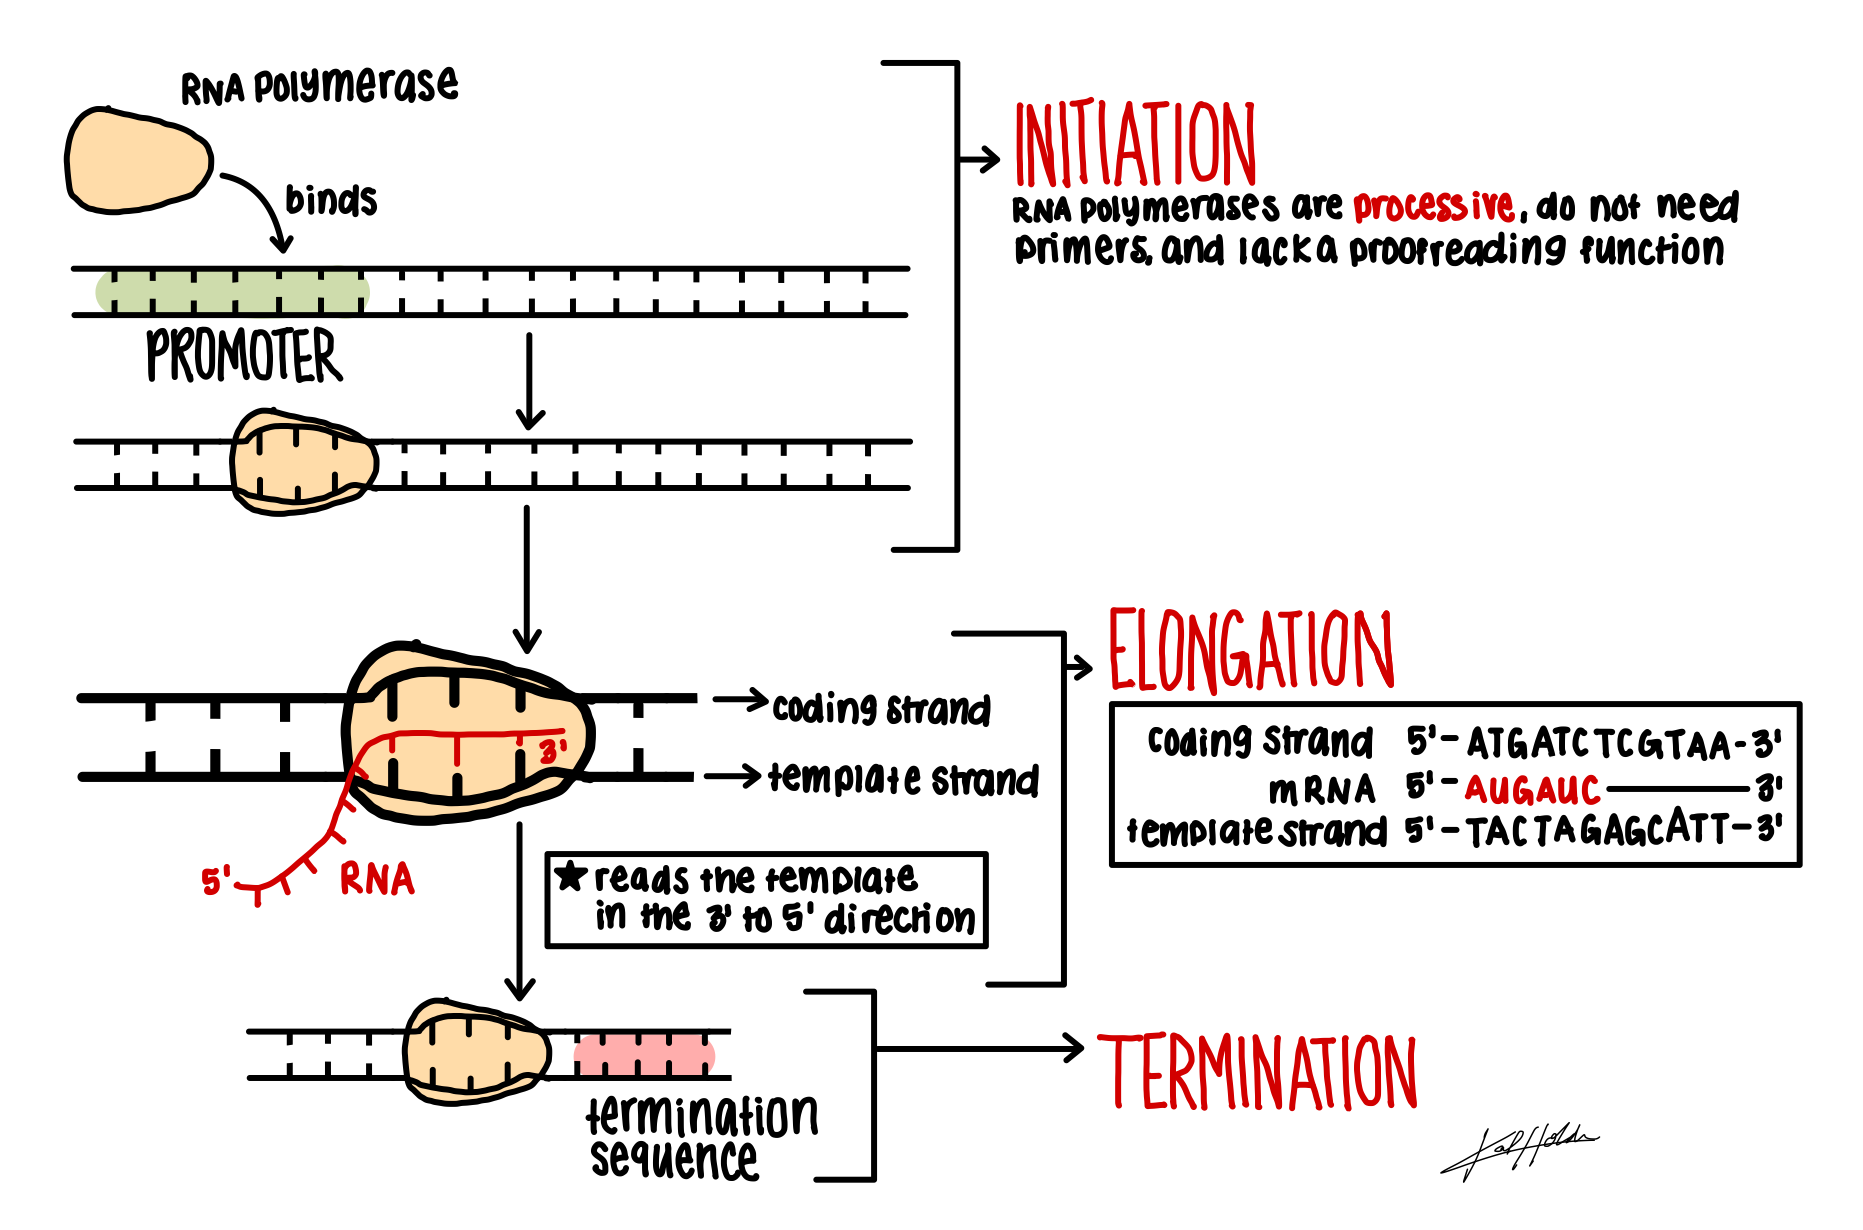 RNA polymerase
binds
PROMOTER
INITIATION
RNA polymerases are processive, do not need
primers, and lack a proofreading function
coding strand
template strand
3'
5'
RNA
★ reads the template
in the 3' to 5' direction
ELONGATION
coding strand 5'- ATGATCTCGTAA-3'
mRNA 5'- AUGAUC 3'
template strand 5'-TACTAGAGCATT-3'
termination
sequence
TERMINATION